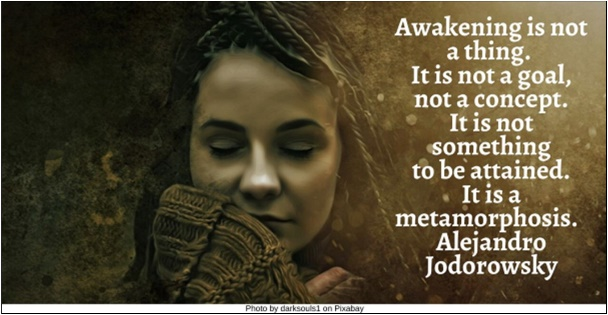 Awakening is not
a thing.
It is not a goal,
not a concept.
It is not
something
to be attained.
It is a
metamorphosis.
Alejandro
Jodorowsky
Photo by darksouls1 on Pixabay